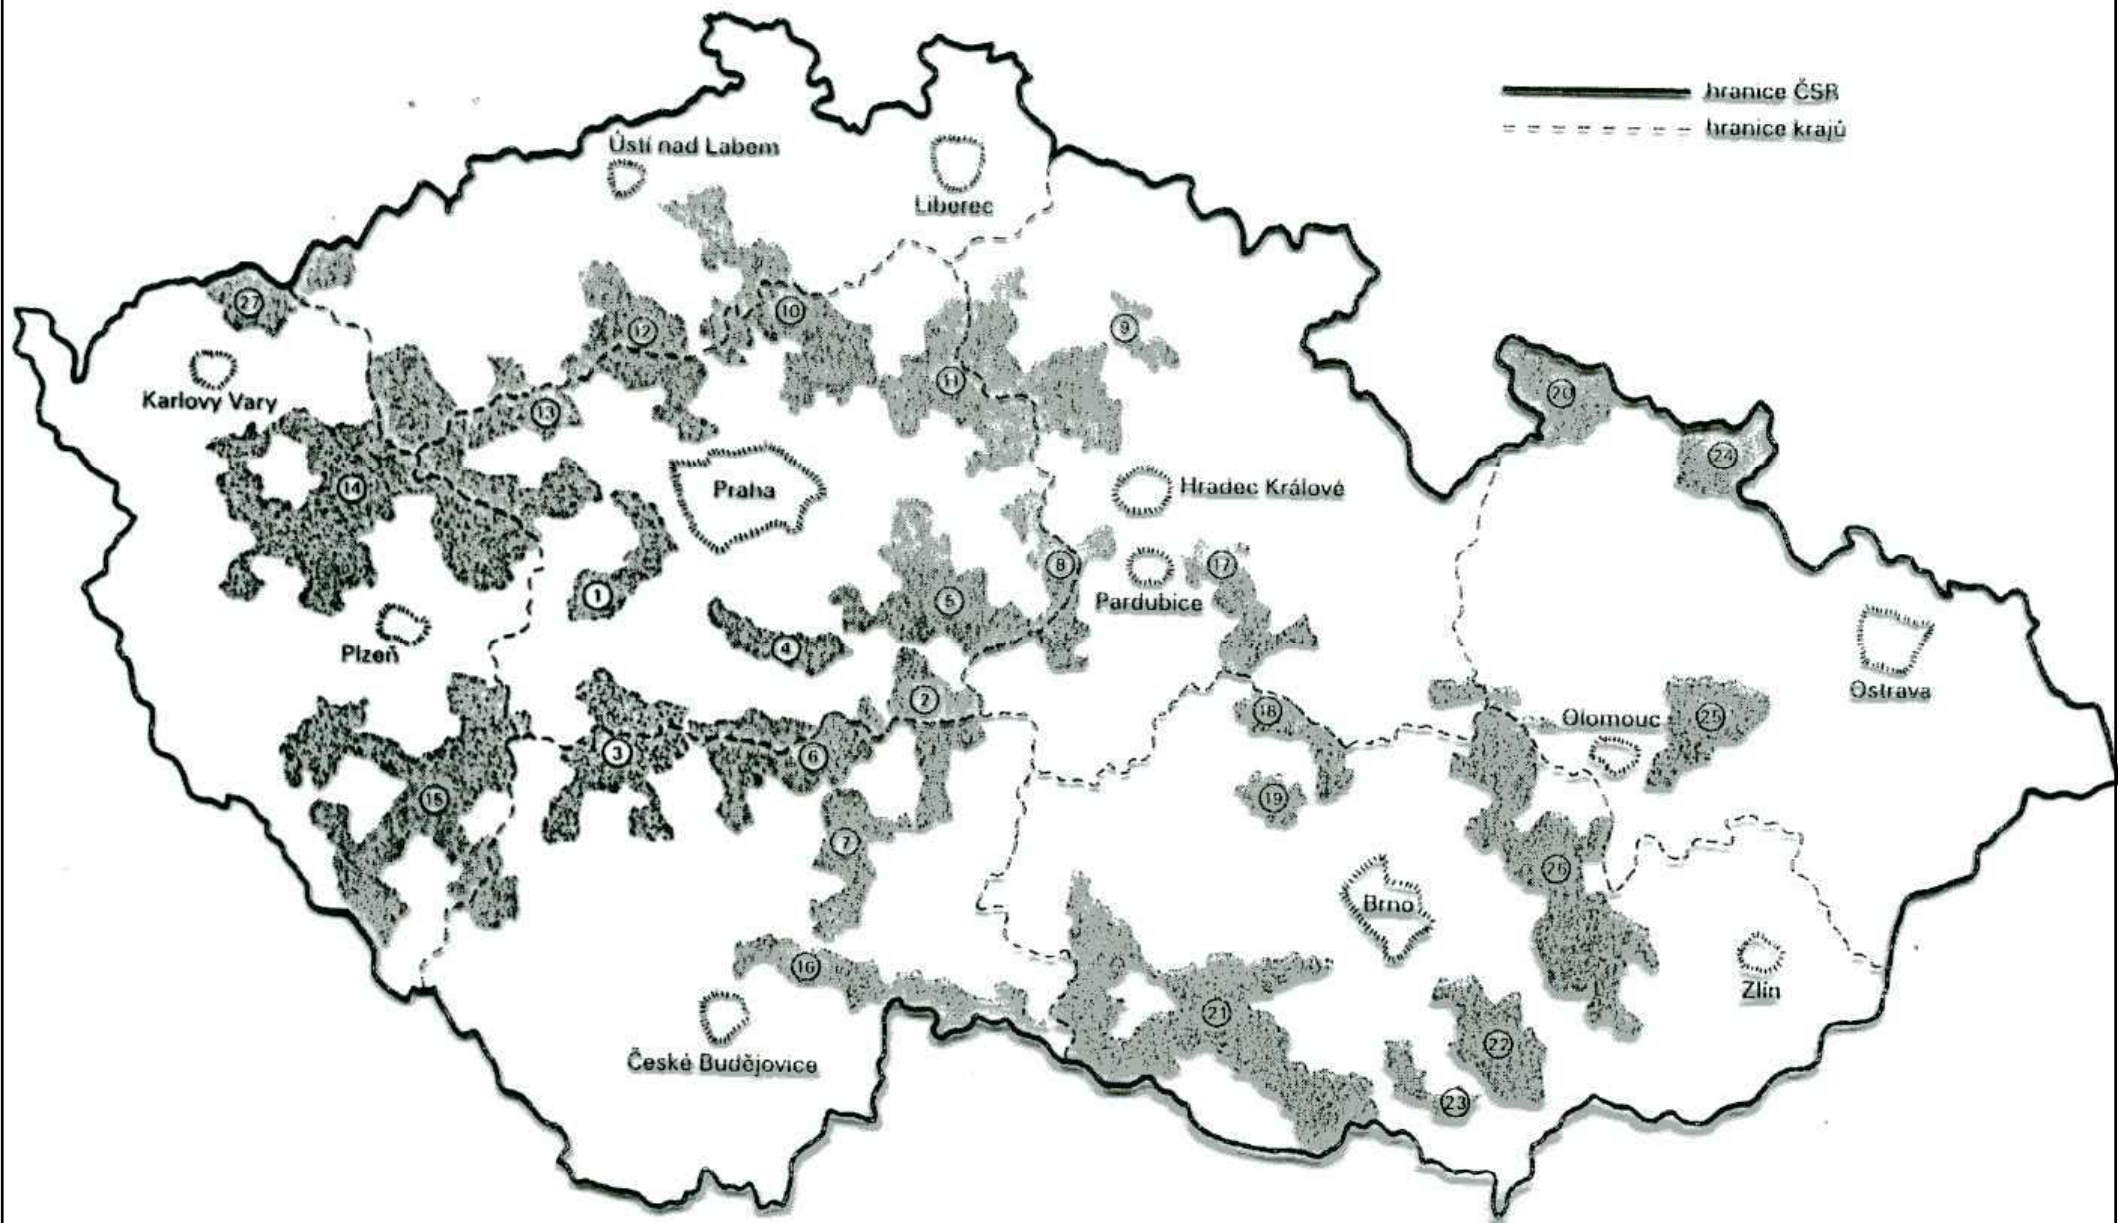 hranice ČSR
hranice krajů
Ústí nad Labem
Liberec
27
10
12
9
Karlovy Vary
11
20
13
24
14
Praha
Hradec Králové
8
17
1
5
Pardubice
Plzeň
4
Ostrava
2
18
Olomouc
25
3
6
15
19
7
26
Brno
16
Zlín
21
České Budějovice
22
23